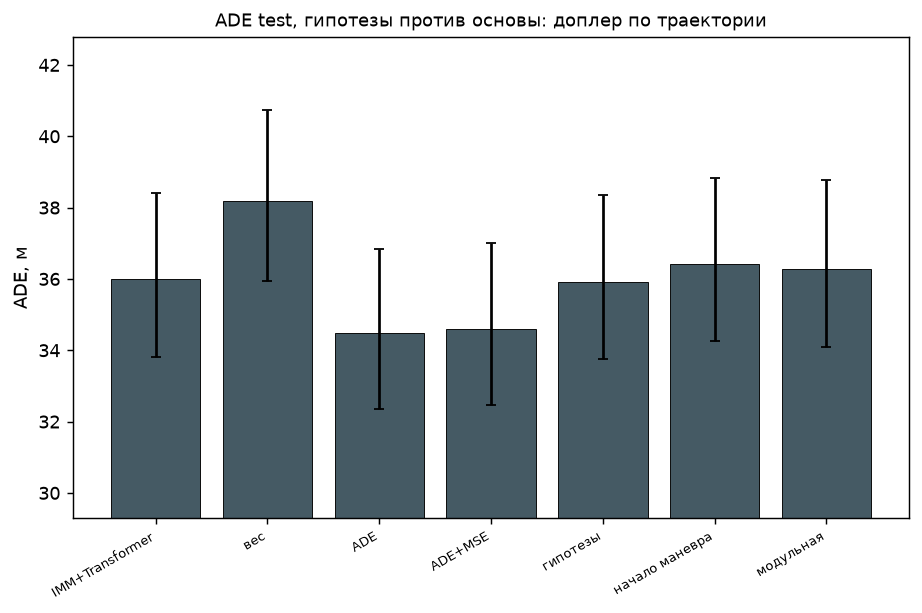 ADE test, гипотезы против основы: доплер по траектории
ADE, м
42
40
38
36
34
32
30
IMM+Transformer
вес
ADE
ADE+MSE
гипотезы
начало маневра
модульная